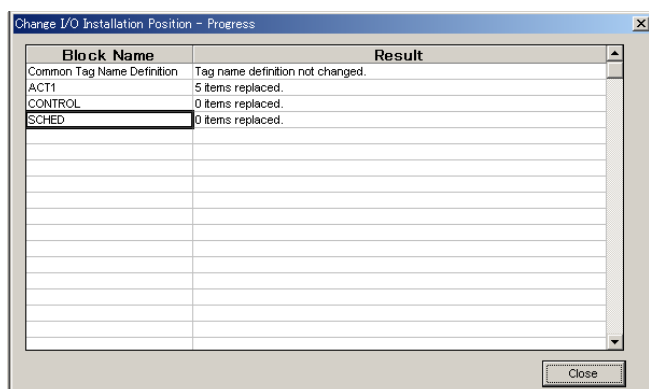 Change I/O Installation Position - Progress
Block Name Result
Common Tag Name Definition Tag name definition not changed.
ACT1 5 items replaced.
CONTROL 0 items replaced.
SCHED 0 items replaced.
Close